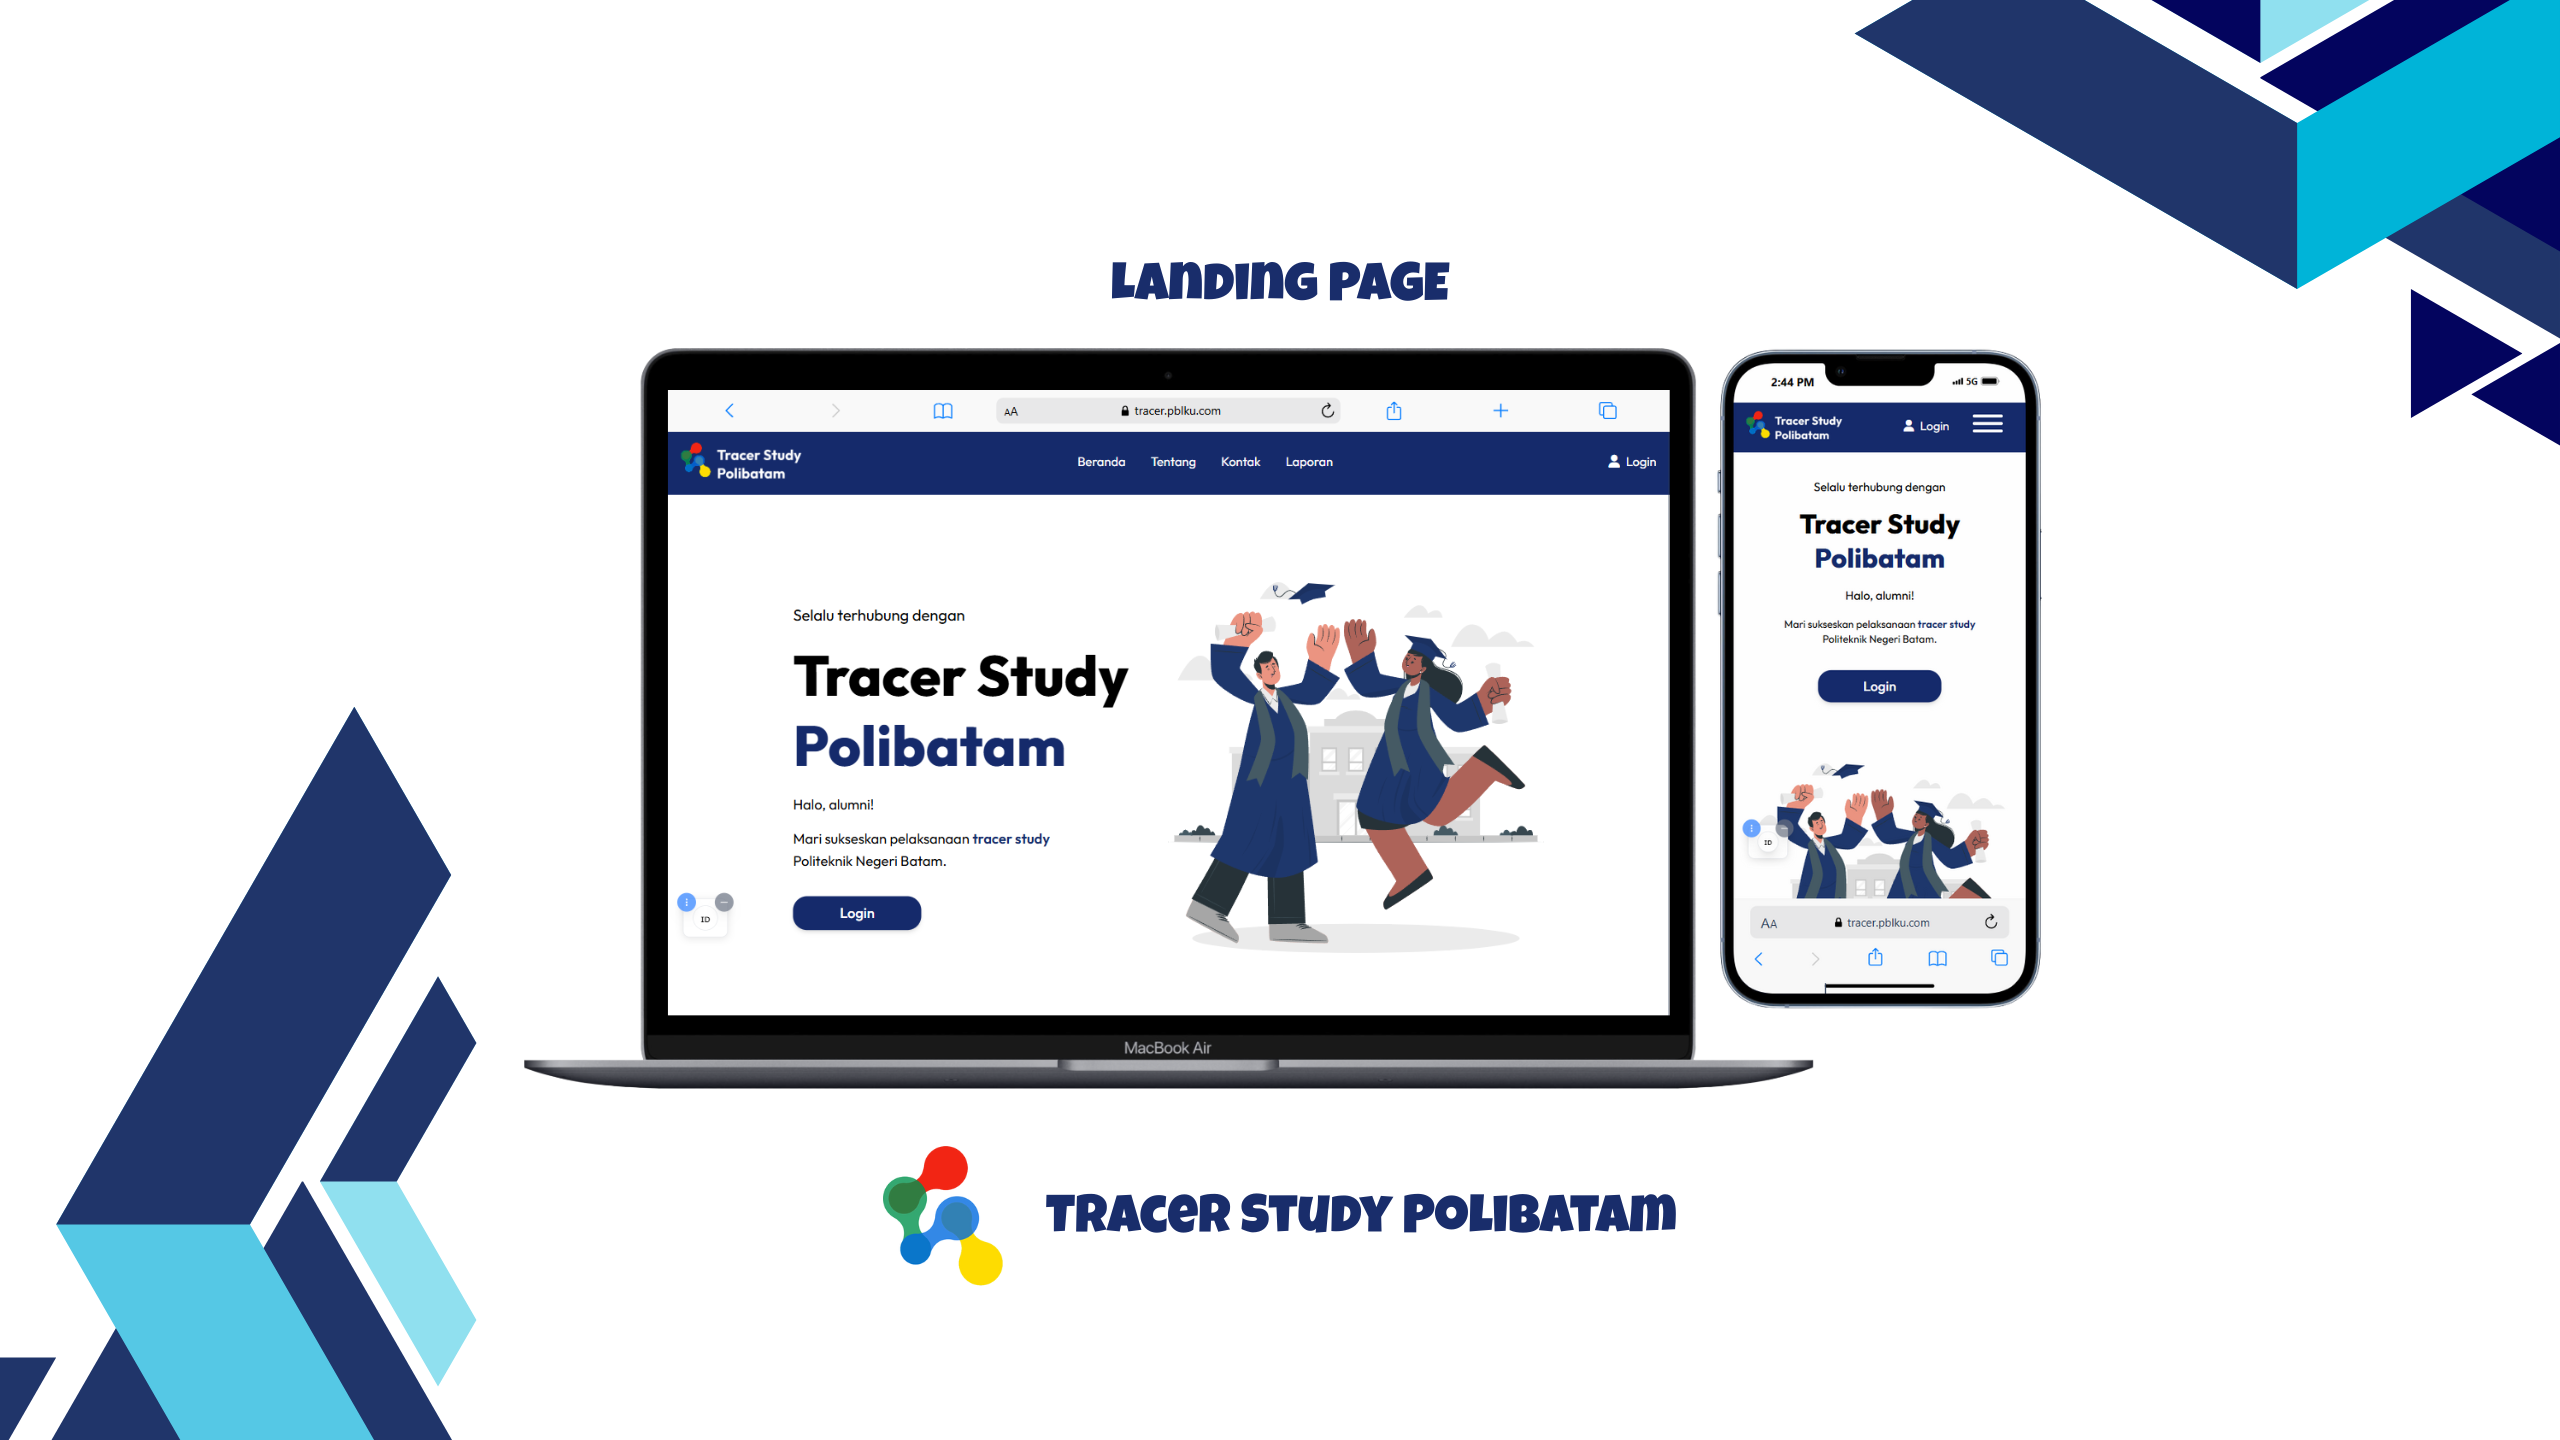 LANDING PAGE
AA
tracer.pblku.com
Tracer Study
Polibatam
Beranda Tentang Kontak Laporan
Login
Selalu terhubung dengan
Tracer Study
Polibatam
Halo, alumni!
Mari sukseskan pelaksanaan tracer study
Politeknik Negeri Batam.
Login
ID
MacBook Air
2:44 PM
5G
Tracer Study
Polibatam
Login
Selalu terhubung dengan
Tracer Study
Polibatam
Halo, alumni!
Mari sukseskan pelaksanaan tracer study
Politeknik Negeri Batam.
Login
ID
AA
tracer.pblku.com
TRACER STUDY POLIBATAM